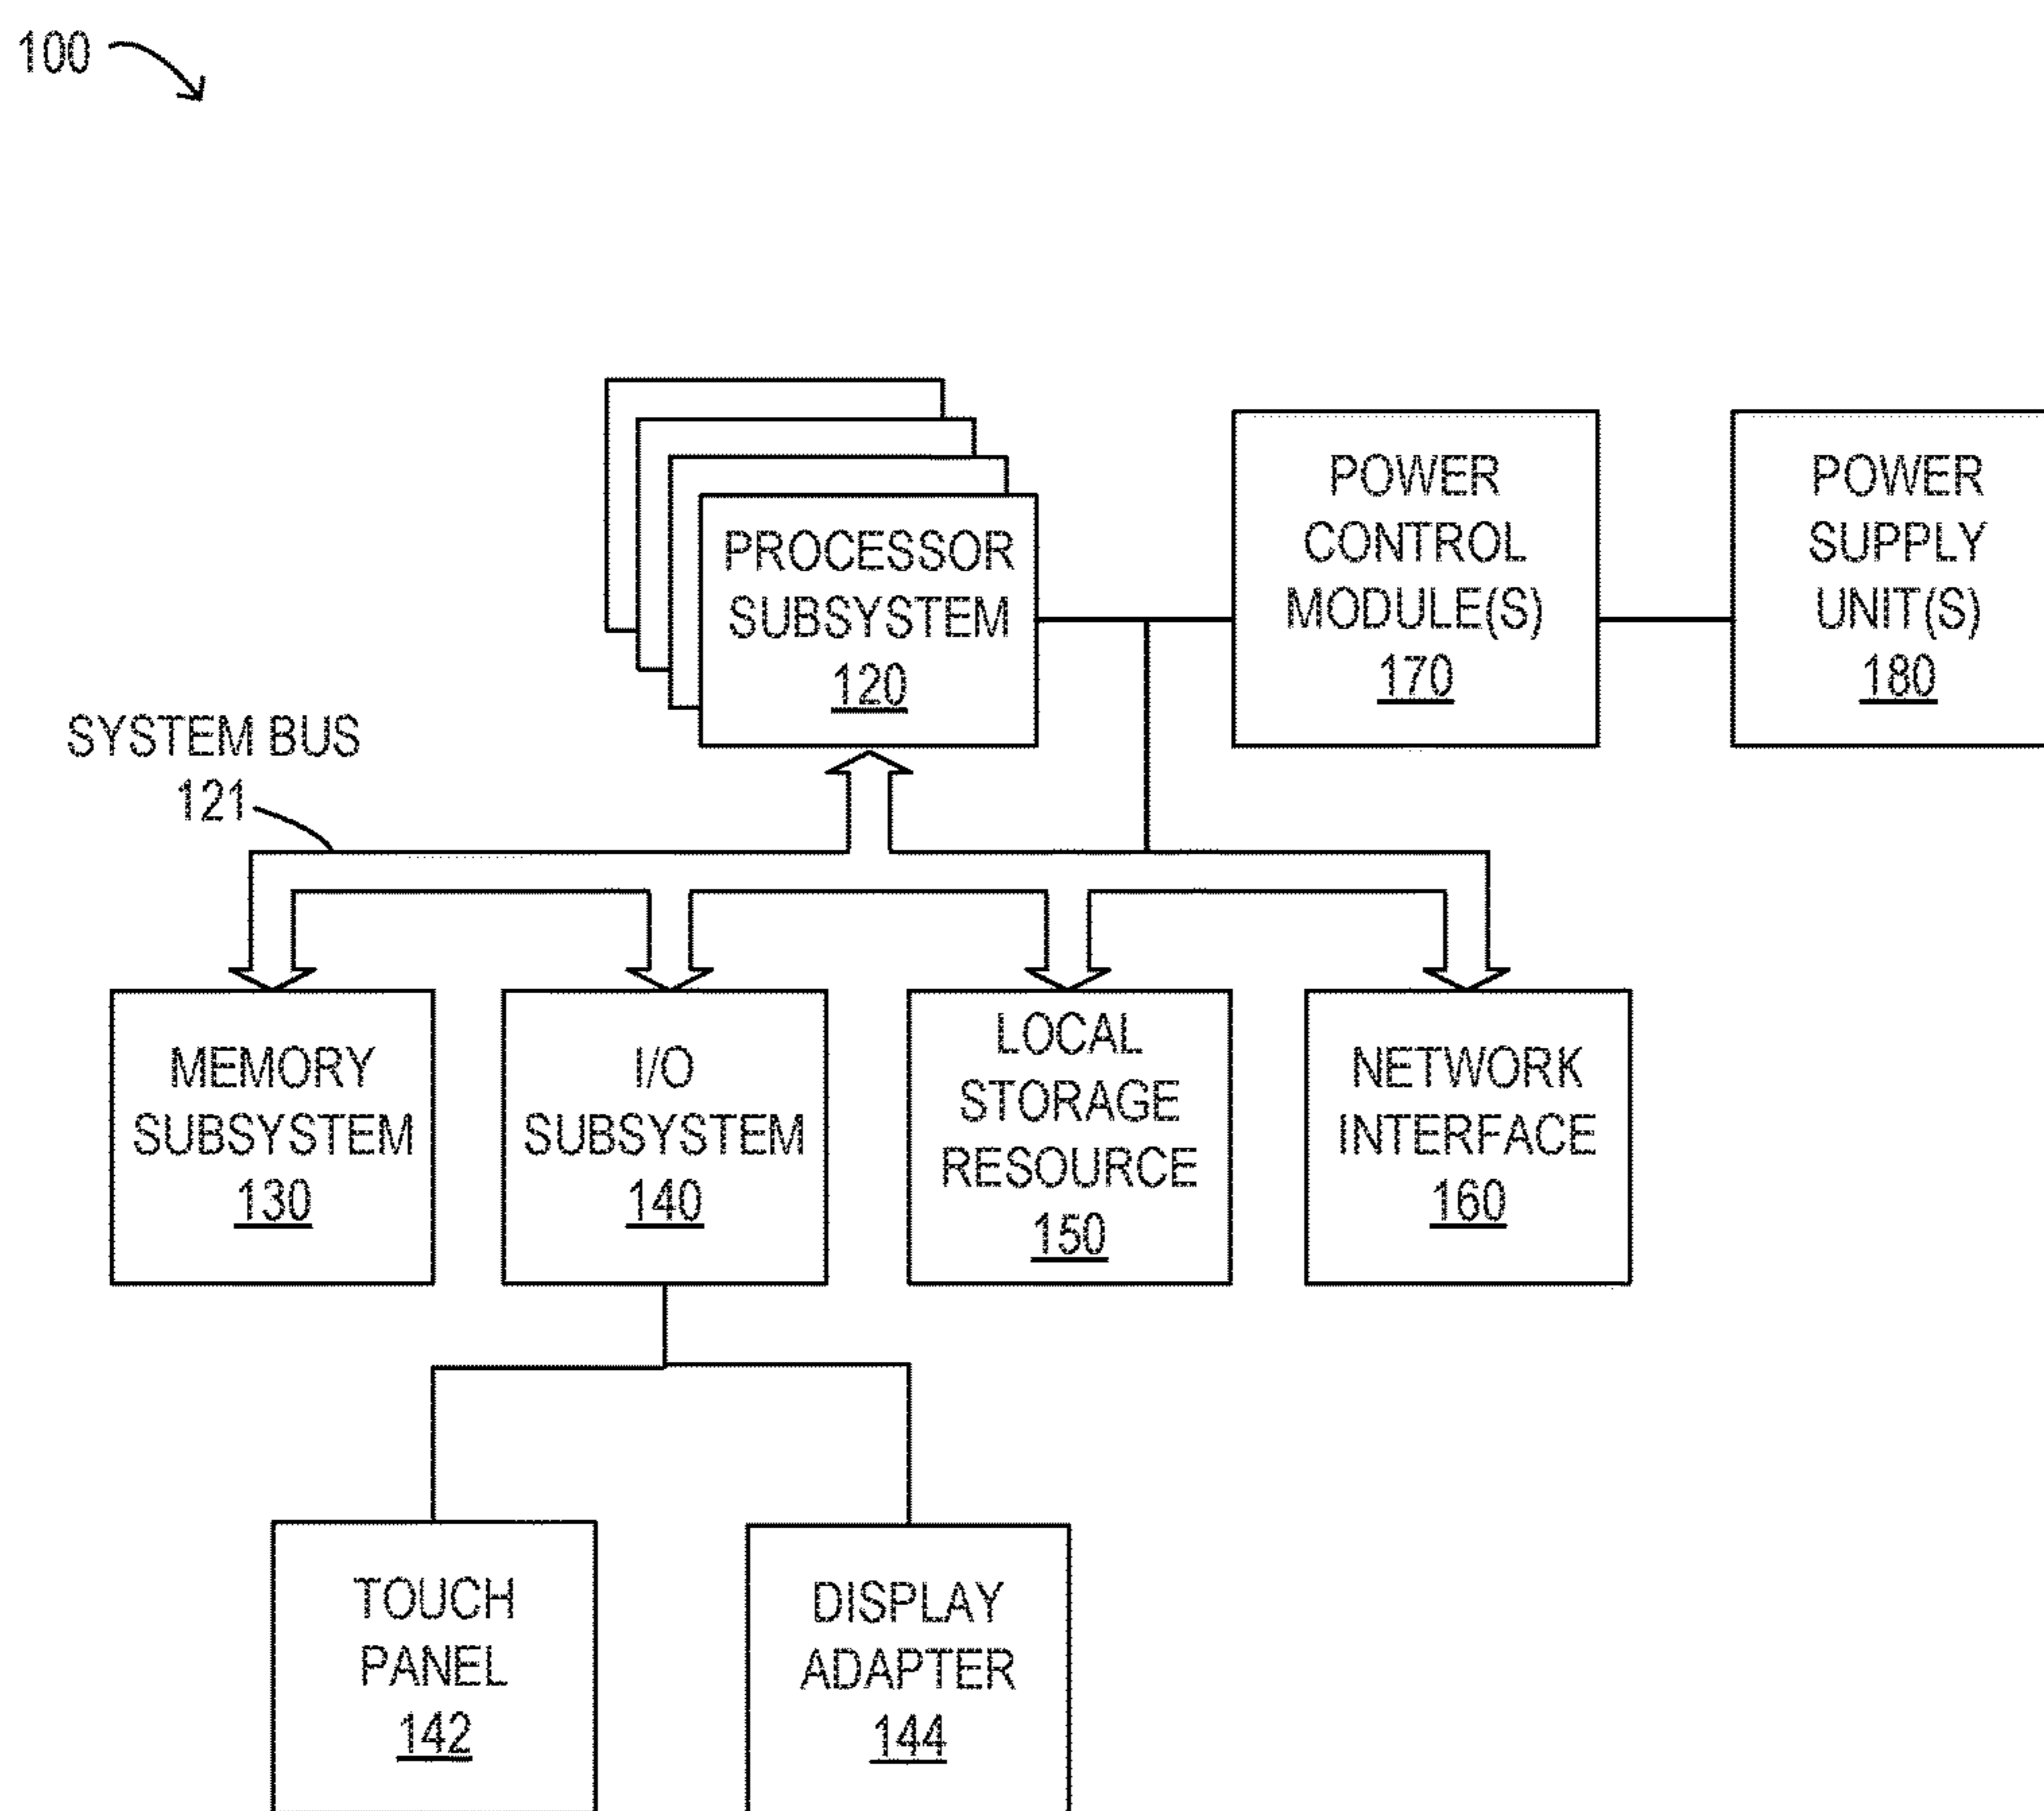 100
PROCESSOR
SUBSYSTEM
120
POWER
CONTROL
MODULE(S)
170
POWER
SUPPLY
UNIT(S)
180
SYSTEM BUS
121
MEMORY
SUBSYSTEM
130
I/O
SUBSYSTEM
140
LOCAL
STORAGE
RESOURCE
150
NETWORK
INTERFACE
160
TOUCH
PANEL
142
DISPLAY
ADAPTER
144